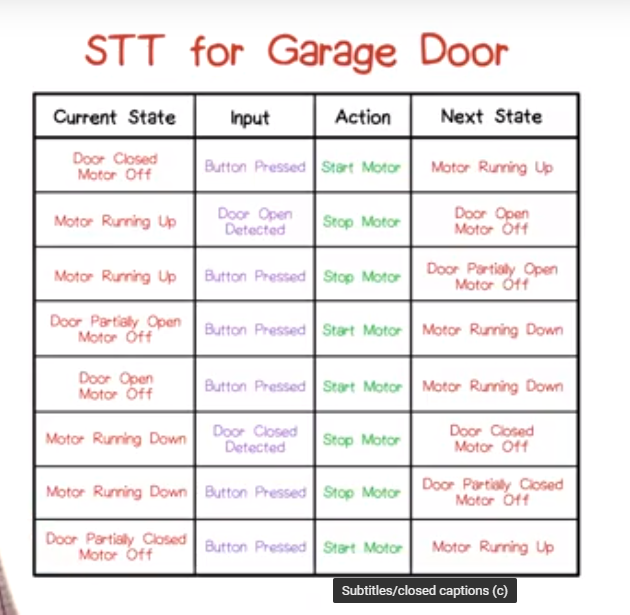 STT for Garage Door
Current State Input Action Next State
Door Closed
Motor Off
Button Pressed
Start Motor
Motor Running Up
Motor Running Up
Door Open
Detected
Stop Motor
Door Open
Motor Off
Motor Running Up
Button Pressed
Stop Motor
Door Partially Open
Motor Off
Door Partially Open
Motor Off
Button Pressed
Start Motor
Motor Running Down
Door Open
Motor Off
Button Pressed
Start Motor
Motor Running Down
Motor Running Down
Door Closed
Detected
Stop Motor
Door Closed
Motor Off
Motor Running Down
Button Pressed
Stop Motor
Door Partially Closed
Motor Off
Door Partially Closed
Motor Off
Button Pressed
Start Motor
Motor Running Up
Subtitles/closed captions (c)